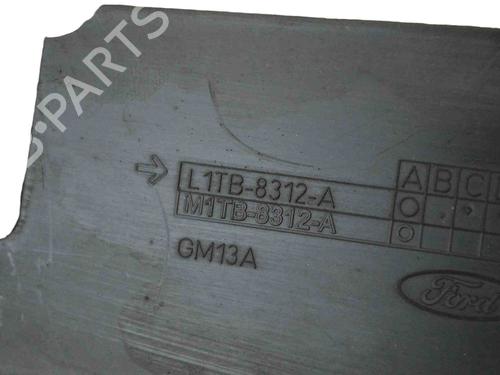 B-PARTS
L1TB-8312-A A B C
M1TB-8312-A
GM13A
Ford